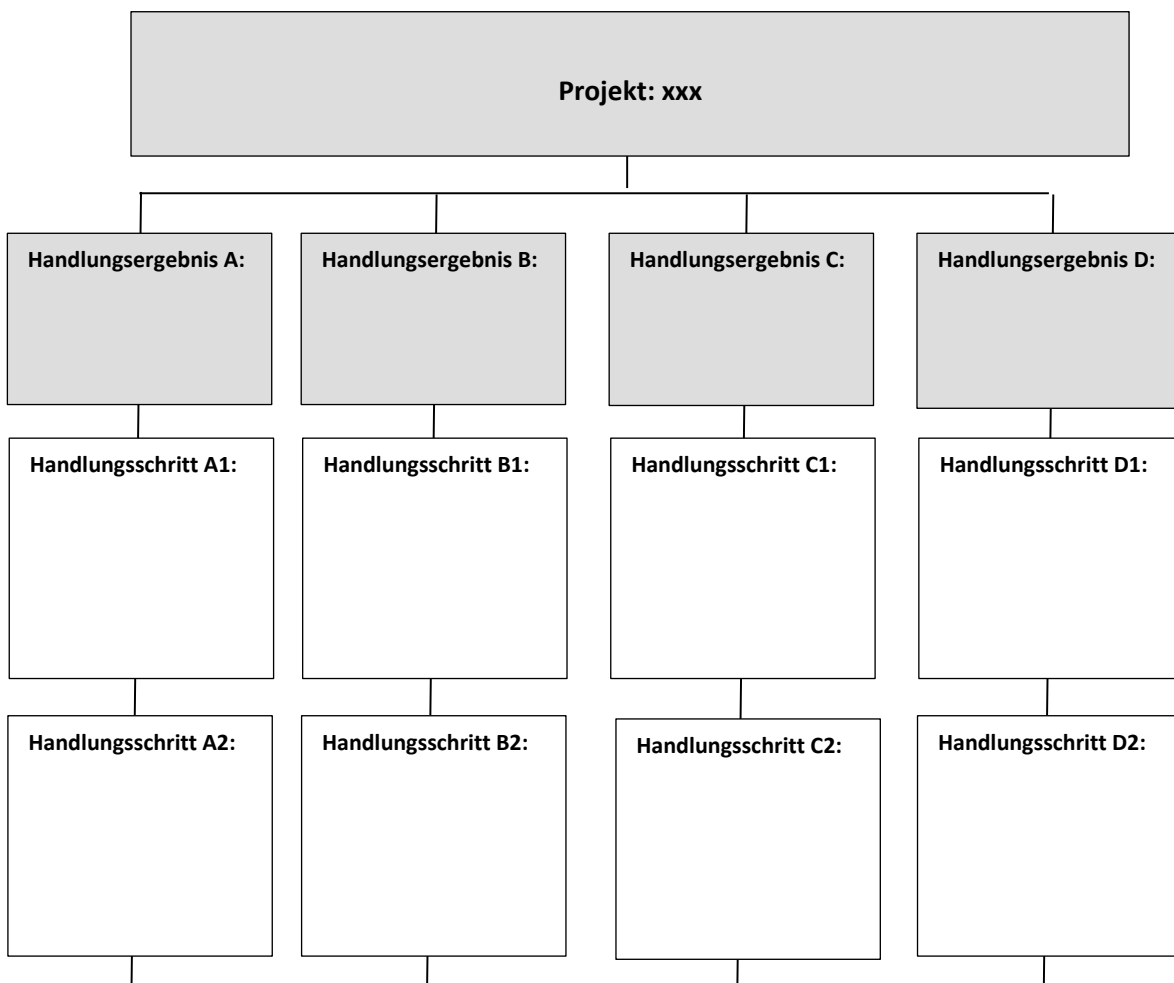 Projekt: xxx
Handlungsergebnis A:
Handlungsergebnis B:
Handlungsergebnis C:
Handlungsergebnis D:
Handlungsschritt A1:
Handlungsschritt B1:
Handlungsschritt C1:
Handlungsschritt D1:
Handlungsschritt A2:
Handlungsschritt B2:
Handlungsschritt C2:
Handlungsschritt D2: